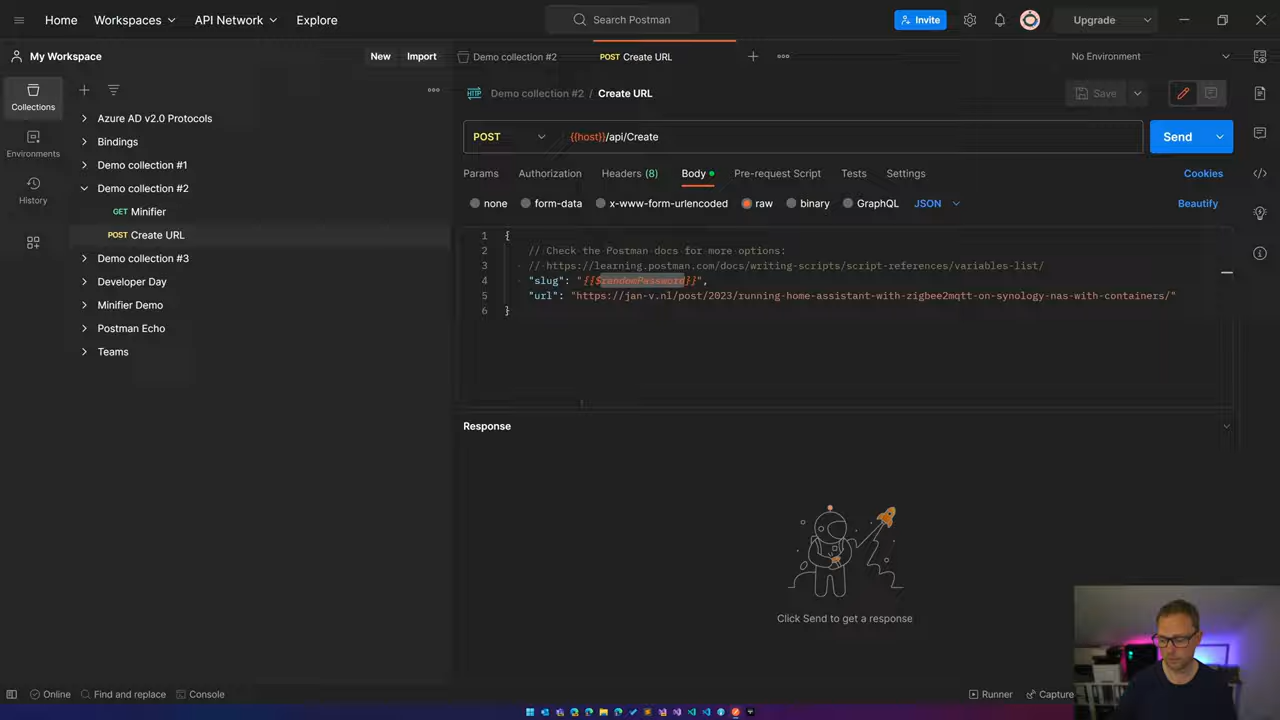 Home
Workspaces
API Network
Explore
Search Postman
Invite
Upgrade
My Workspace
New
Import
Demo collection #2
POST Create URL
No Environment
Collections
Environments
History
Azure AD v2.0 Protocols
Bindings
Demo collection #1
Demo collection #2
GET Minifier
POST Create URL
Demo collection #3
Developer Day
Minifier Demo
Postman Echo
Teams
HTTP
Demo collection #2 / Create URL
Save
POST
{{host}}/api/Create
Send
Params
Authorization
Headers (8)
Body
Pre-request Script
Tests
Settings
Cookies
none
form-data
x-www-form-urlencoded
raw
binary
GraphQL
JSON
Beautify
1 {
2 // Check the Postman docs for more options:
3 // https://learning.postman.com/docs/writing-scripts/script-references/variables-list/
4 "slug": "{{$randomPassword}}",
5 "url": "https://jan-v.nl/post/2023/running-home-assistant-with-zigbee2mqtt-on-synology-nas-with-containers/"
6 }
Response
Click Send to get a response
Online
Find and replace
Console
Runner
Capture